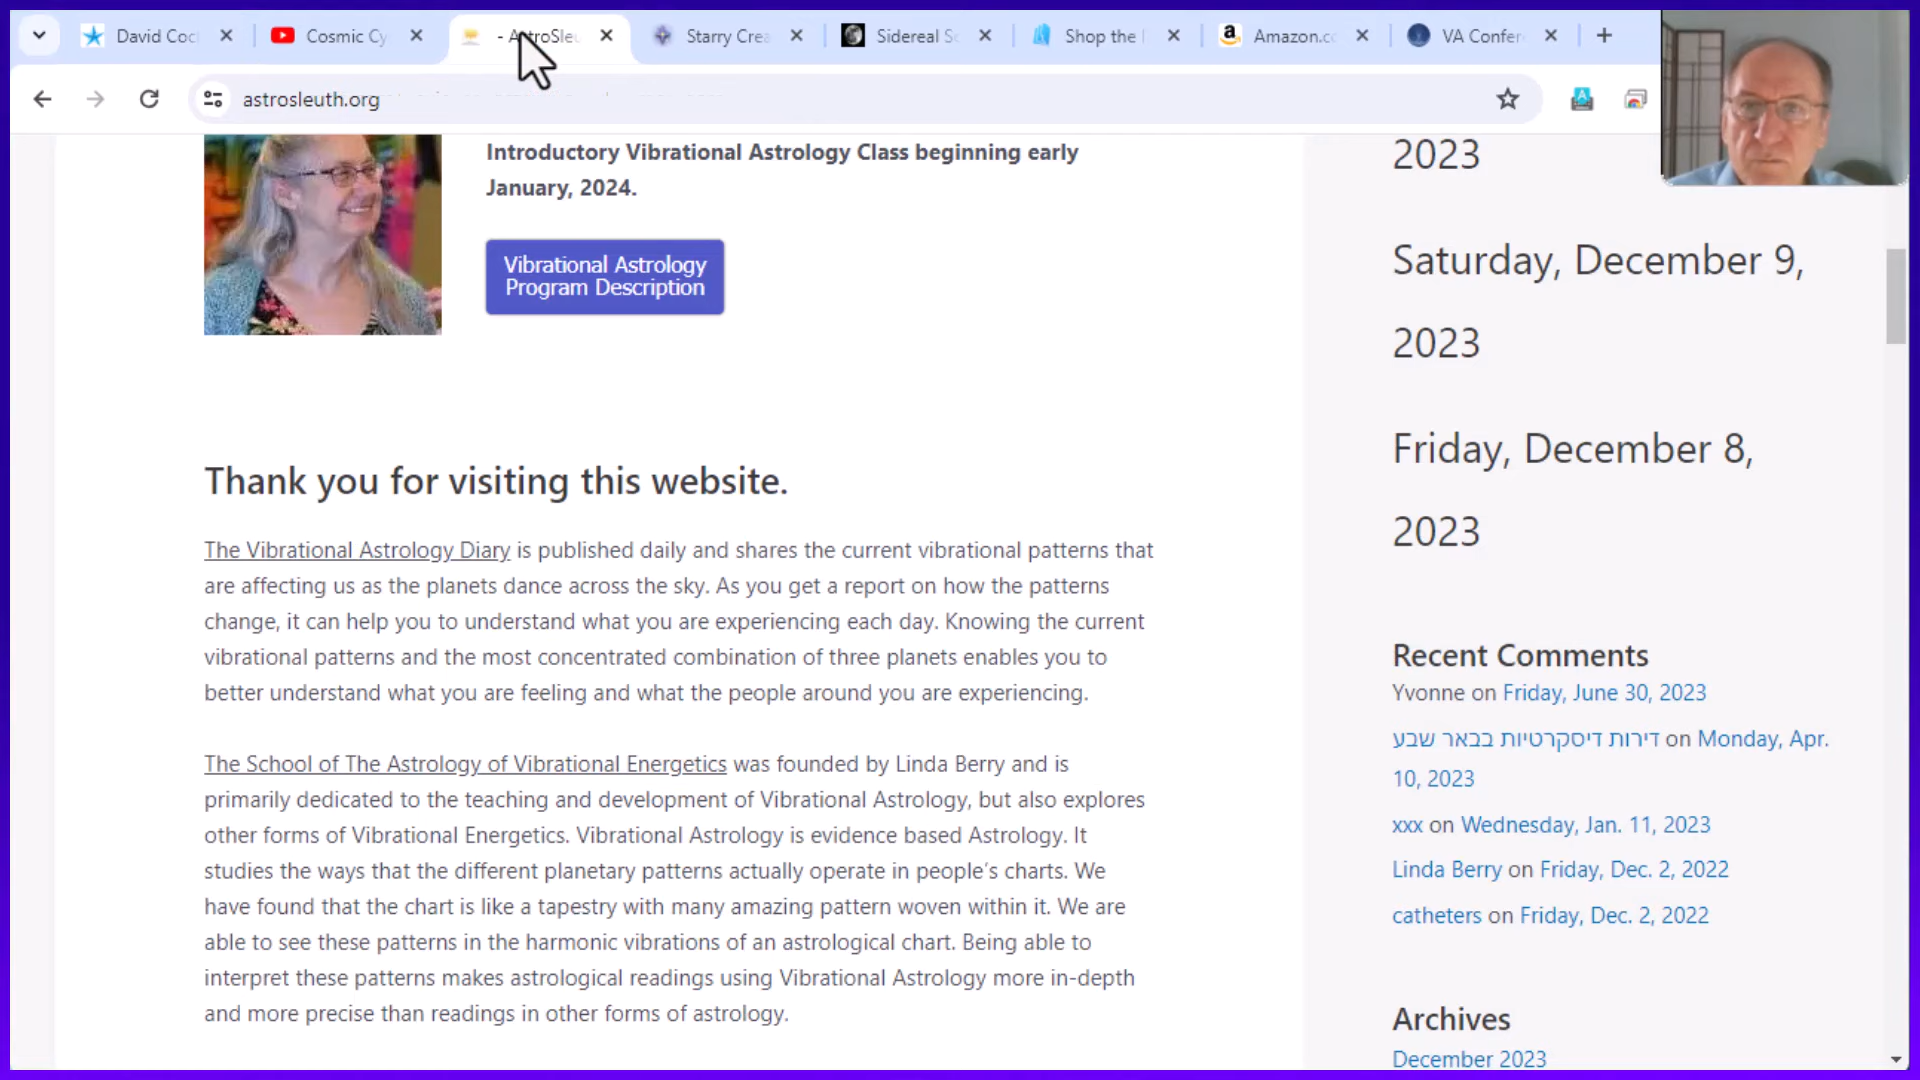 David Coc
Cosmic Cy
- AstroSleu
Starry Crea
Sidereal So
Shop the
Amazon.co
VA Confer
astrosleuth.org
Introductory Vibrational Astrology Class beginning early
January, 2024.
Vibrational Astrology
Program Description
Thank you for visiting this website.
The Vibrational Astrology Diary is published daily and shares the current vibrational patterns that
are affecting us as the planets dance across the sky. As you get a report on how the patterns
change, it can help you to understand what you are experiencing each day. Knowing the current
vibrational patterns and the most concentrated combination of three planets enables you to
better understand what you are feeling and what the people around you are experiencing.
The School of The Astrology of Vibrational Energetics was founded by Linda Berry and is
primarily dedicated to the teaching and development of Vibrational Astrology, but also explores
other forms of Vibrational Energetics. Vibrational Astrology is evidence based Astrology. It
studies the ways that the different planetary patterns actually operate in people's charts. We
have found that the chart is like a tapestry with many amazing pattern woven within it. We are
able to see these patterns in the harmonic vibrations of an astrological chart. Being able to
interpret these patterns makes astrological readings using Vibrational Astrology more in-depth
and more precise than readings in other forms of astrology.
2023
Saturday, December 9,
2023
Friday, December 8,
2023
Recent Comments
Yvonne on Friday, June 30, 2023
דירות דיסקרטיות בבאר שבע on Monday, Apr.
10, 2023
xxx on Wednesday, Jan. 11, 2023
Linda Berry on Friday, Dec. 2, 2022
catheters on Friday, Dec. 2, 2022
Archives
December 2023